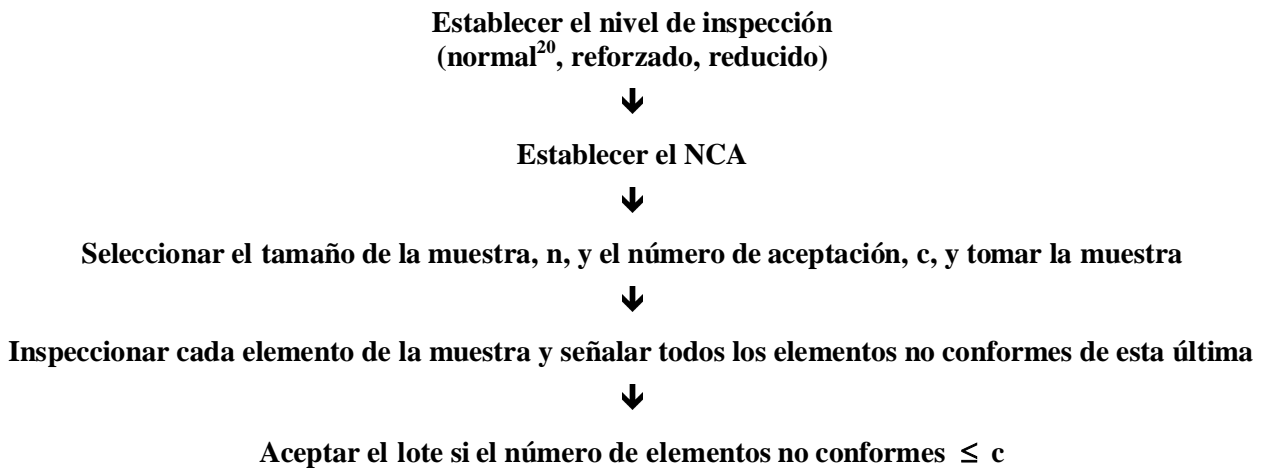 Establecer el nivel de inspección
(normal20, reforzado, reducido)
🡻
Establecer el NCA
🡻
Seleccionar el tamaño de la muestra, n, y el número de aceptación, c, y tomar la muestra
🡻
Inspeccionar cada elemento de la muestra y señalar todos los elementos no conformes de esta última
🡻
Aceptar el lote si el número de elementos no conformes ≤ c